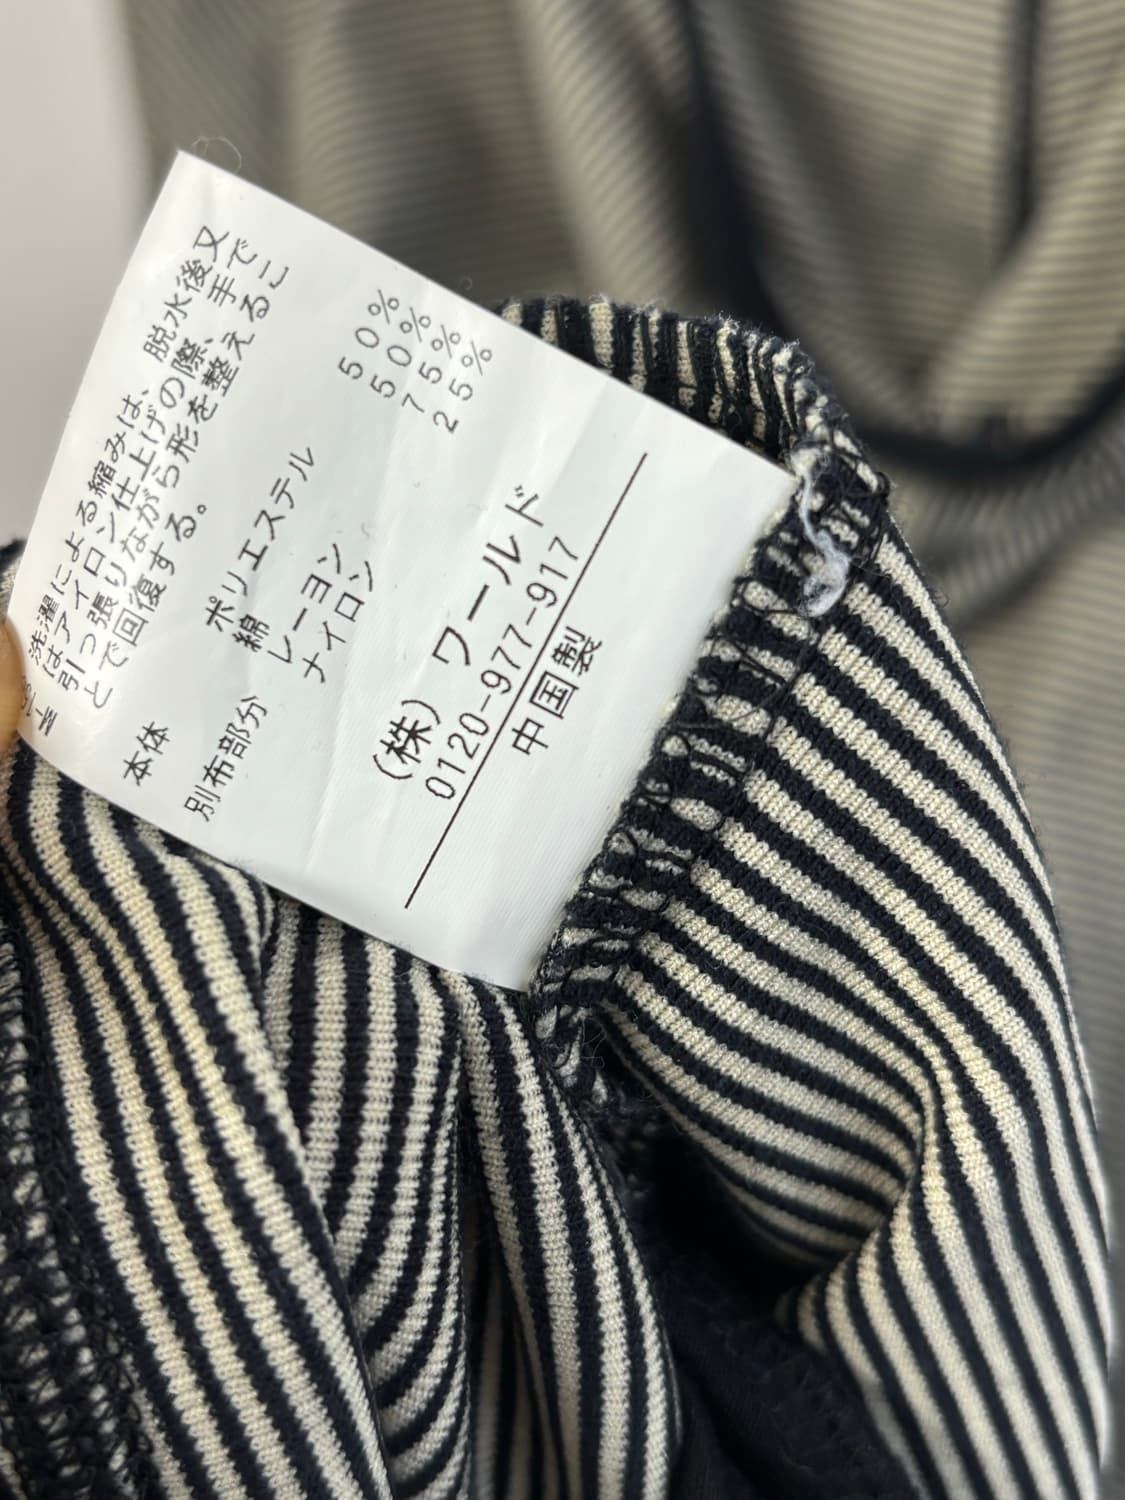 洗濯による縮みは、脱水後又
はアイロン仕上げの際、手で
引っ張りながら形を整えるこ
とで回復する。
本体 ポリエステル 50%
綿 50%
別布部分 レーヨン 75%
ナイロン 25%
(株) ワールド
0120-977-917
中国製